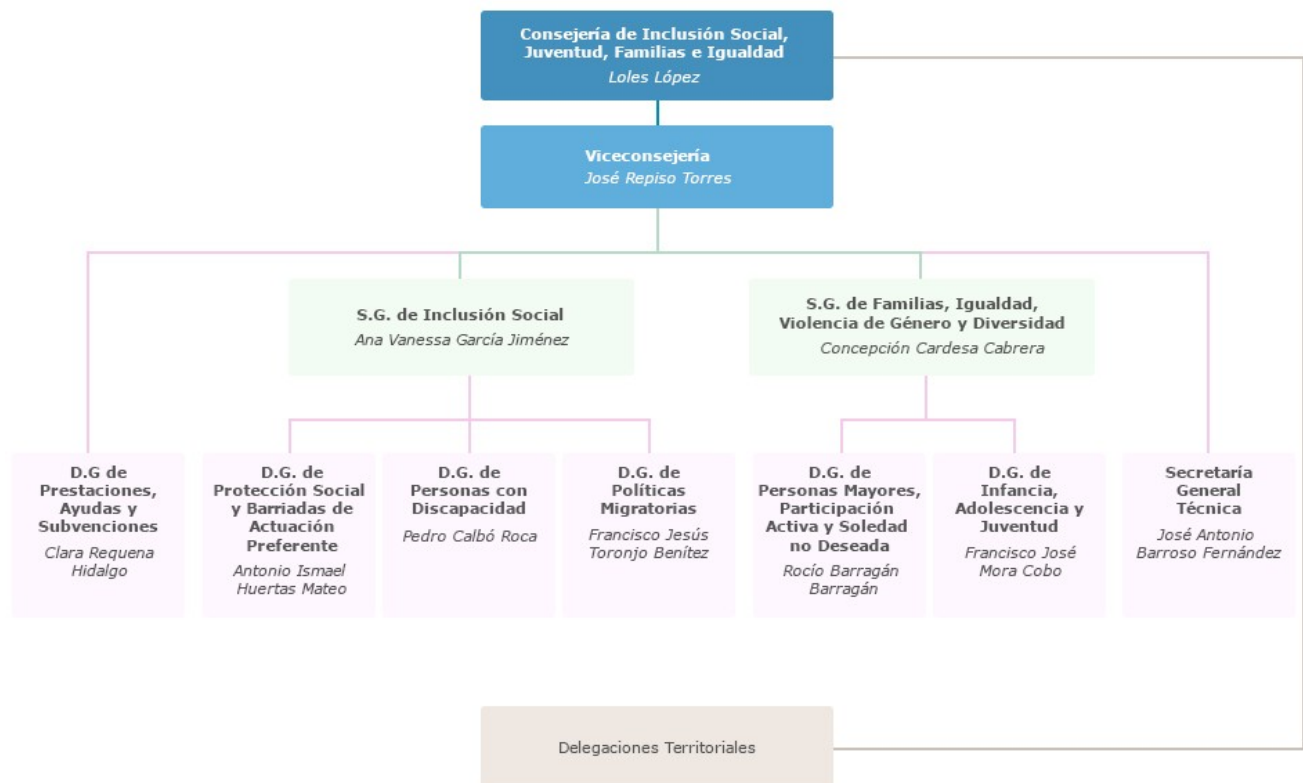 Consejería de Inclusión Social,
Juventud, Familias e Igualdad
Loles López
Viceconsejería
José Repiso Torres
S.G. de Inclusión Social
Ana Vanessa García Jiménez
S.G. de Familias, Igualdad,
Violencia de Género y Diversidad
Concepción Cardesa Cabrera
D.G de
Prestaciones,
Ayudas y
Subvenciones
Clara Requena
Hidalgo
D.G. de
Protección Social
y Barriadas de
Actuación
Preferente
Antonio Ismael
Huertas Mateo
D.G. de
Personas con
Discapacidad
Pedro Calbó Roca
D.G. de
Políticas
Migratorias
Francisco Jesús
Toronjo Benítez
D.G. de
Personas Mayores,
Participación
Activa y Soledad
no Deseada
Rocío Barragán
Barragán
D.G. de
Infancia,
Adolescencia y
Juventud
Francisco José
Mora Cobo
Secretaría
General
Técnica
José Antonio
Barroso Fernández
Delegaciones Territoriales